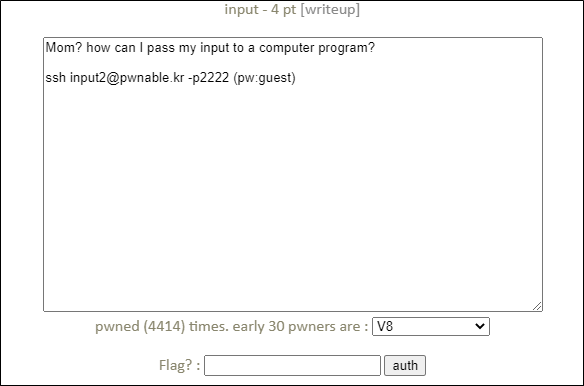 input - 4 pt [writeup]
Mom? how can I pass my input to a computer program?
ssh input2@pwnable.kr -p2222 (pw:guest)
pwned (4414) times. early 30 pwners are : V8
Flag? : auth